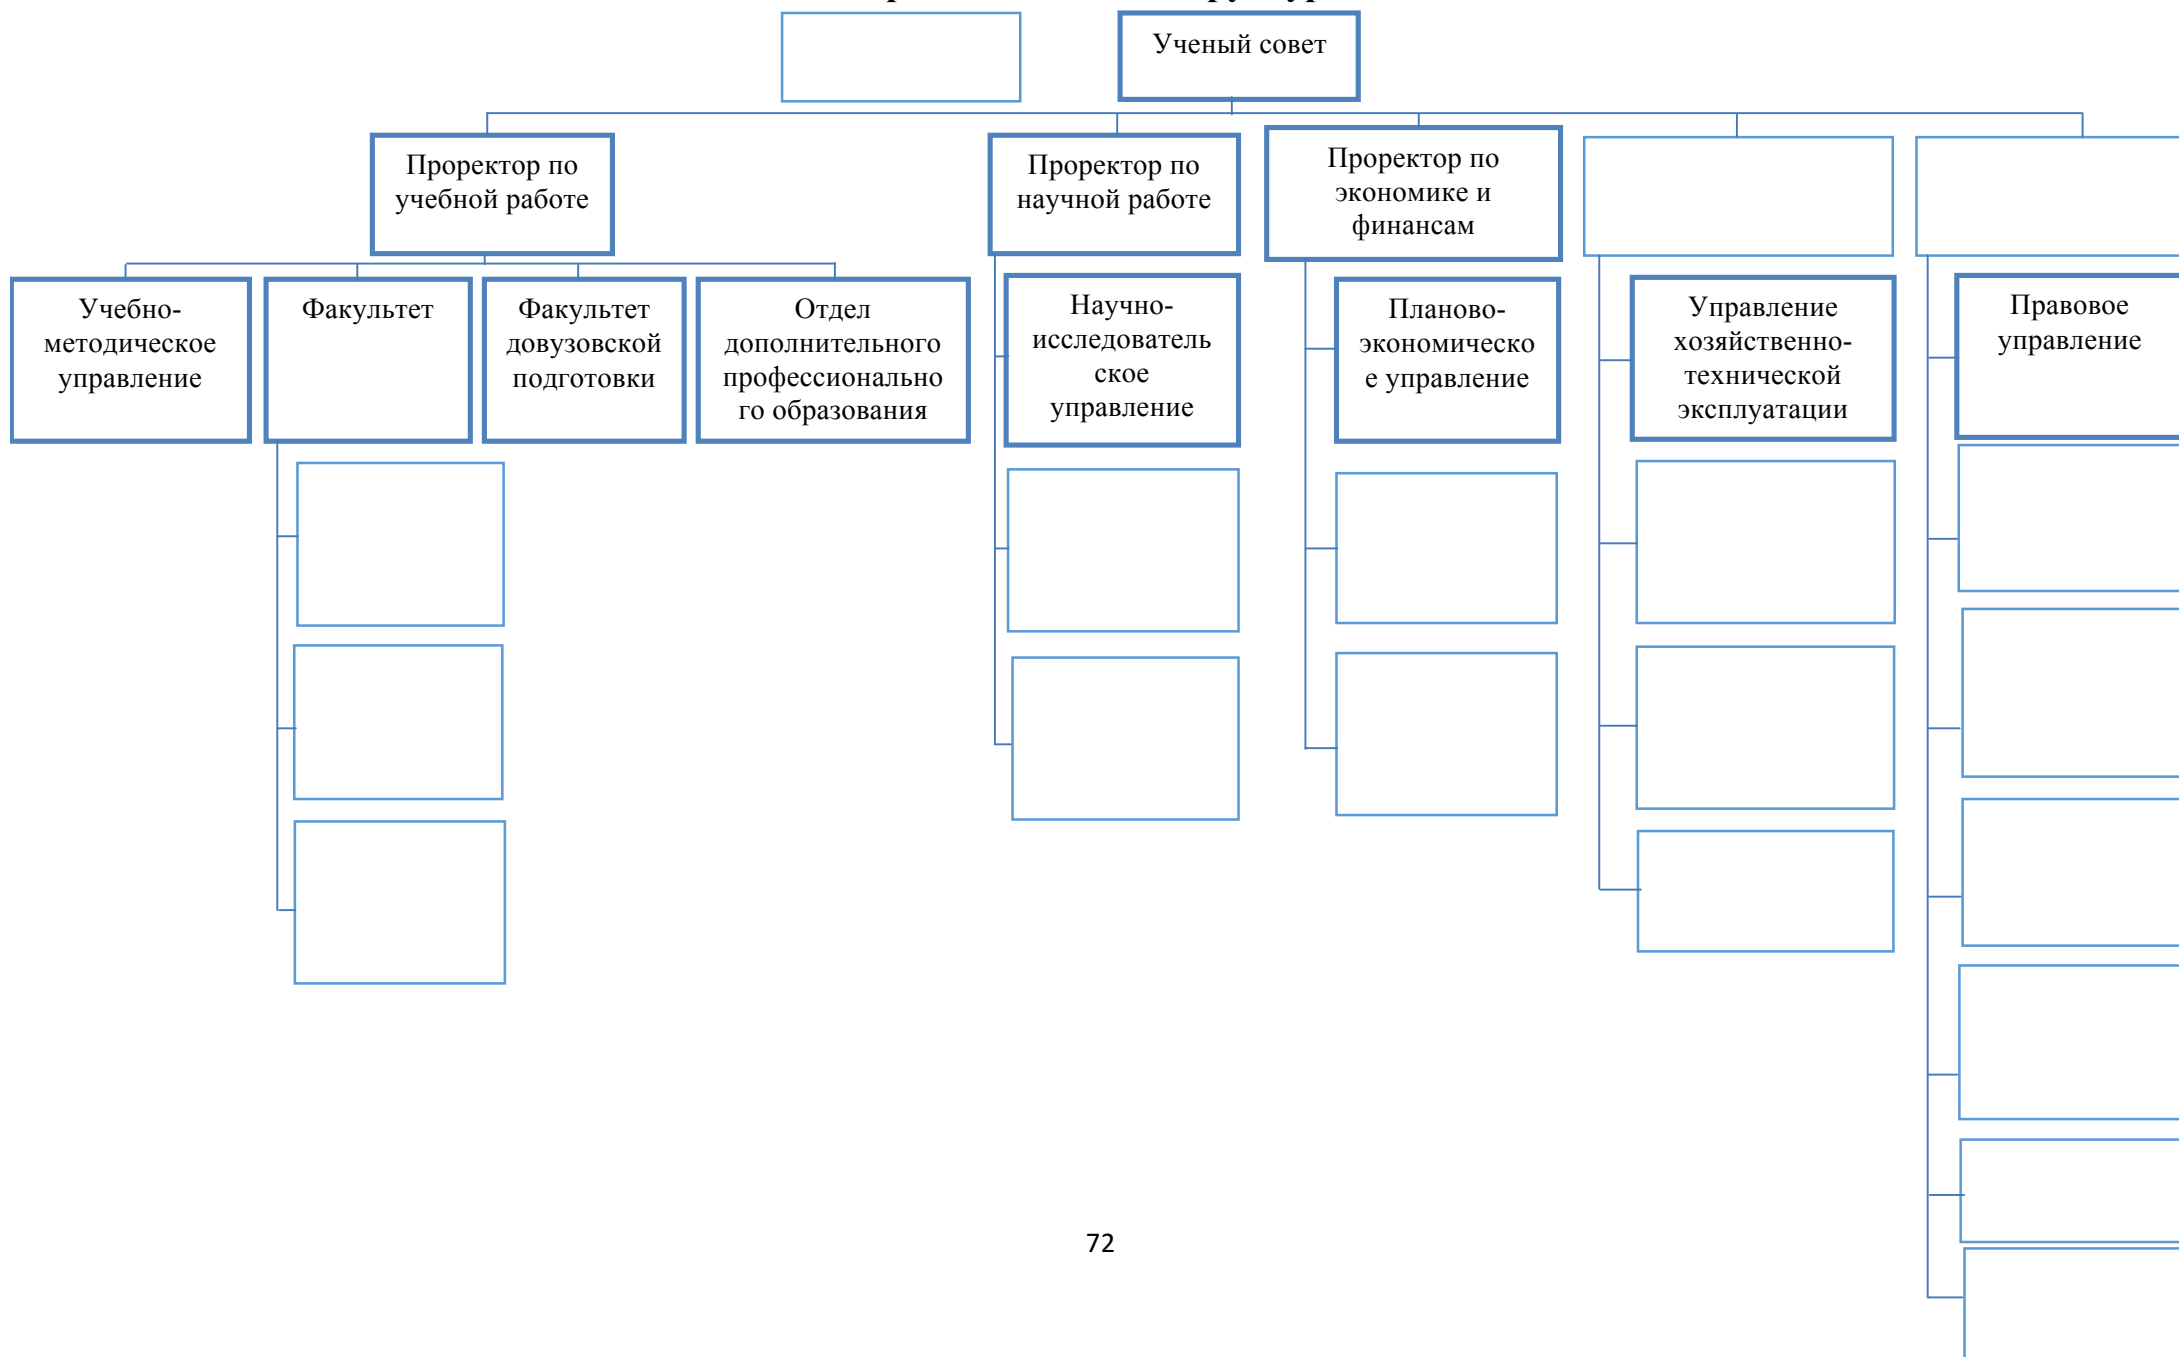 Ученый совет
Проректор по
учебной работе
Проректор по
научной работе
Проректор по
экономике и
финансам
Учебно-
методическое
управление
Факультет
Факультет
довузовской
подготовки
Отдел
дополнительного
профессионально
го образования
Научно-
исследователь
ское
управление
Планово-
экономическо
е управление
Управление
хозяйственно-
технической
эксплуатации
Правовое
управление
72